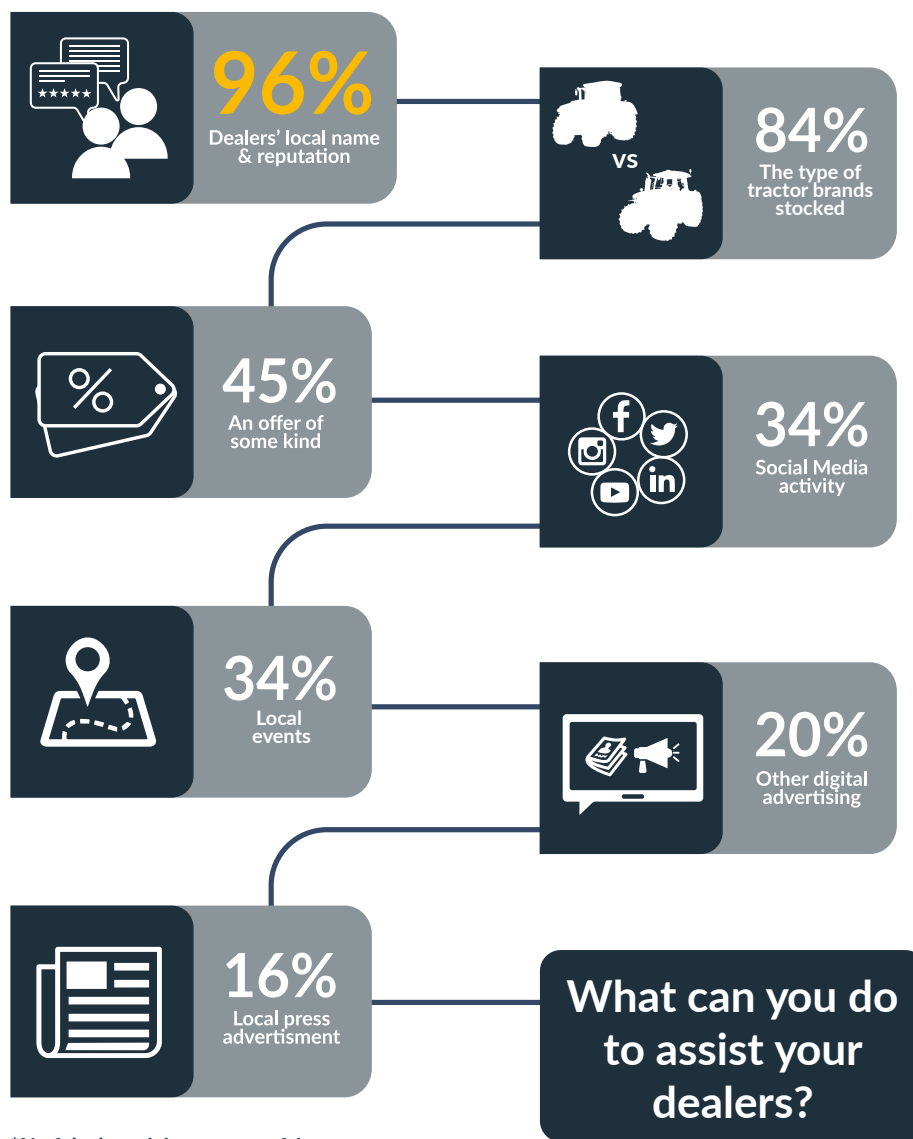 96%
Dealers' local name
& reputation
vs
84%
The type of
tractor brands
stocked
45%
An offer of
some kind
34%
Social Media
activity
34%
Local
events
20%
Other digital
advertising
16%
Local press
advertisment
What can you do
to assist your
dealers?